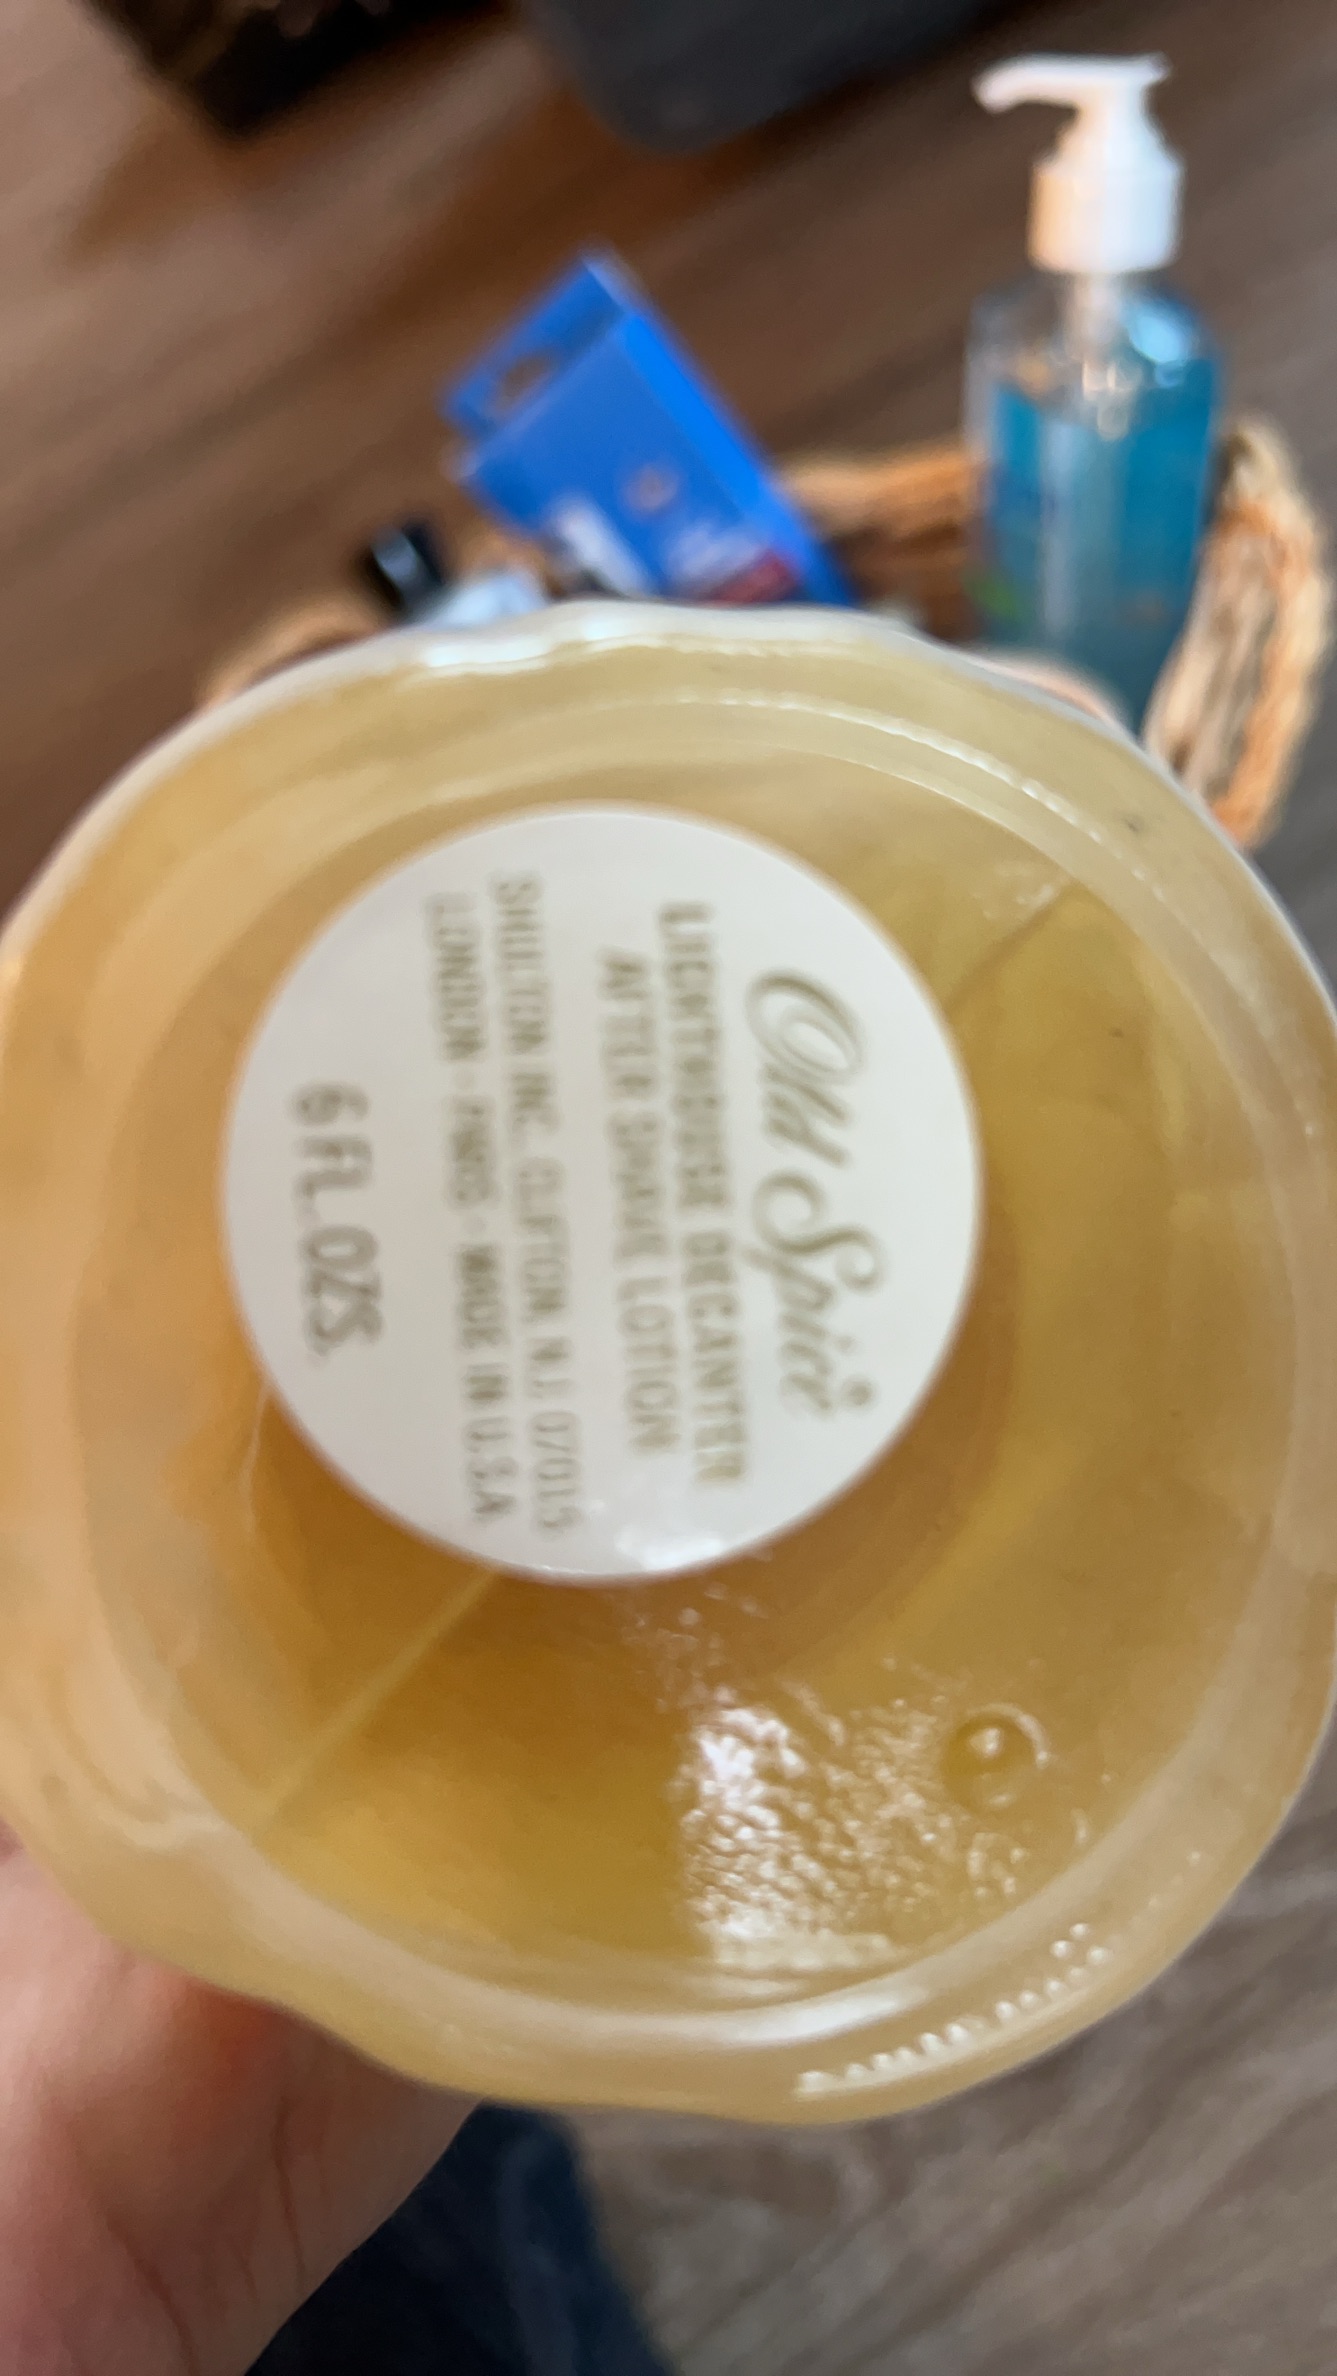 Old Spice
LIGHTHOUSE DECANTER
AFTER SHAVE LOTION
SHULTON INC. CLIFTON, N.J. 07015
LONDON · PARIS · MADE IN U.S.A
6 FL. OZS.